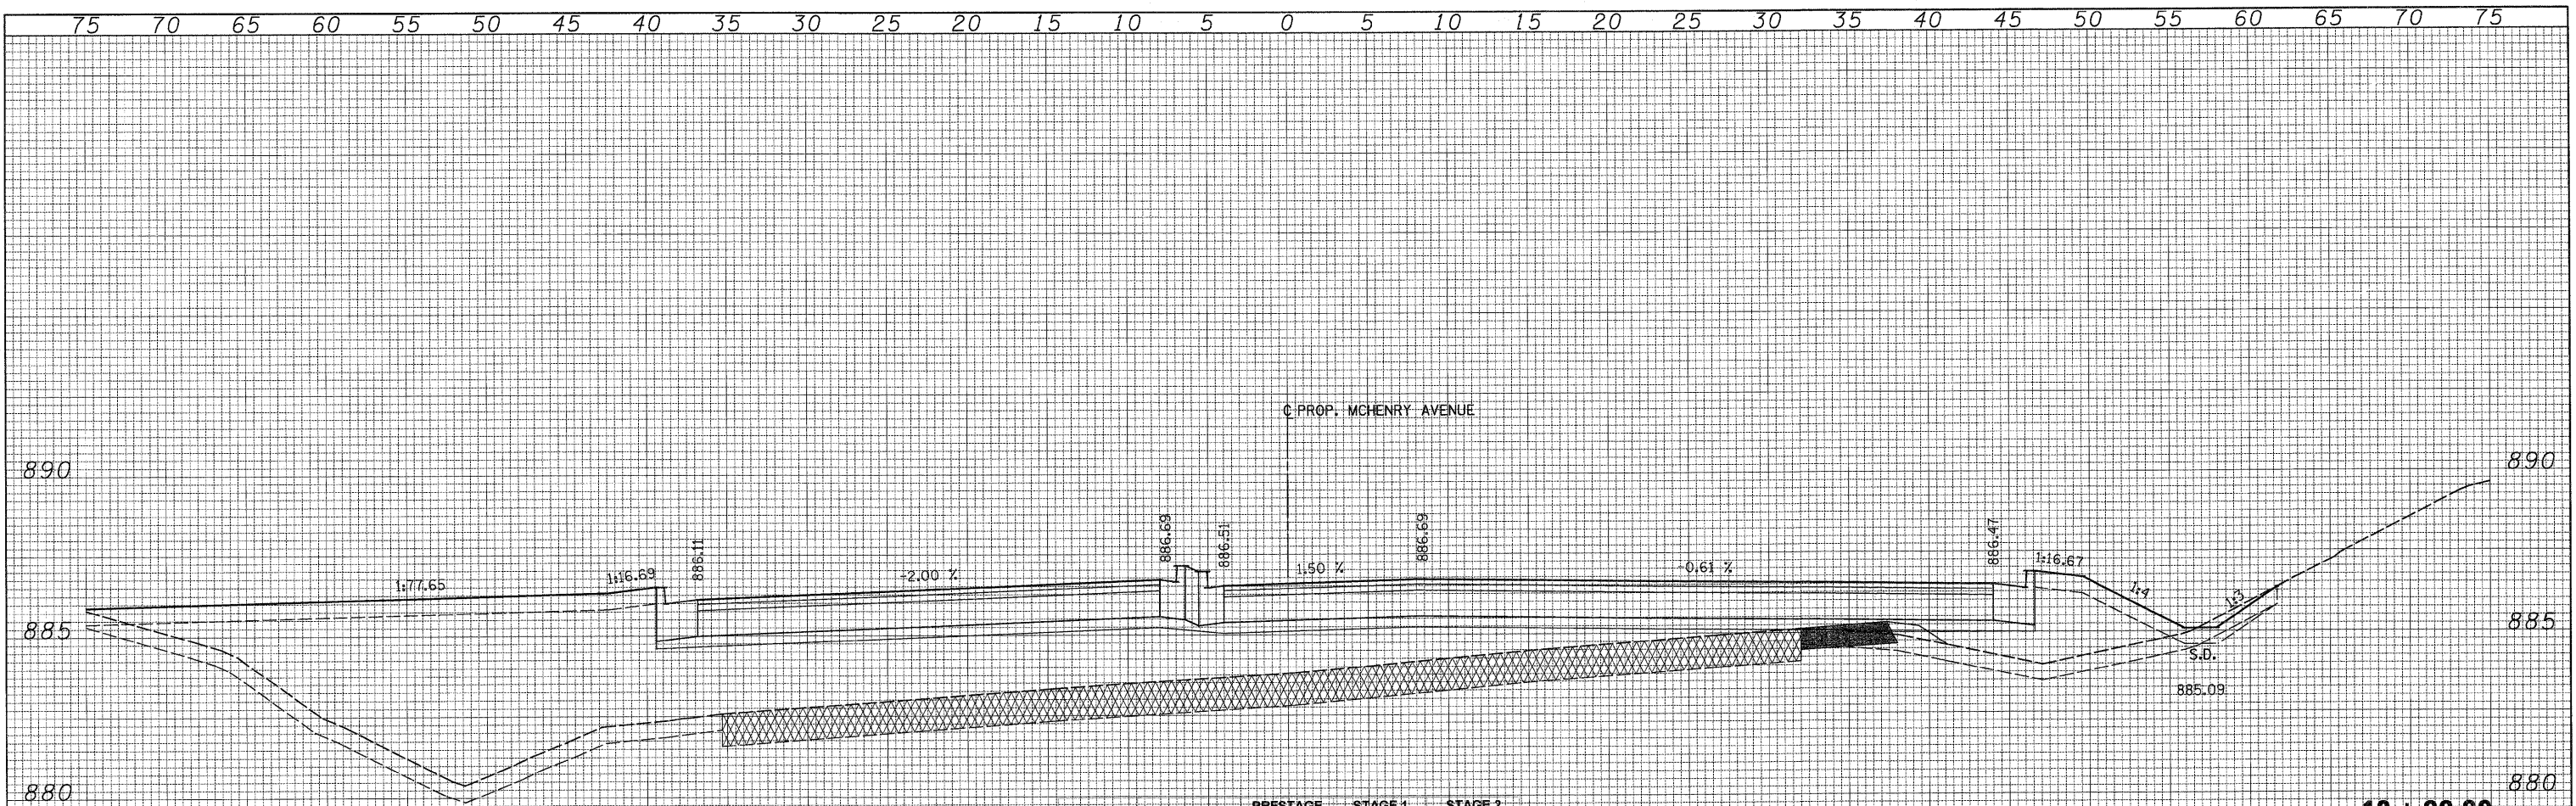 75 70 65 60 55 50 45 40 35 30 25 20 15 10 5 0 5 10 15 20 25 30 35 40 45 50 55 60 65 70 75
C PROP. MCHENRY AVENUE
890 890
886.11 886.69 886.51 886.69 886.47
1:77.65 1:16.69 -2.00 % 1.50 % -0.61 % 1:16.67 1:4 1:3
885 885
S.D.
885.09
880 880
PRESTAGE STAGE 1 STAGE 2